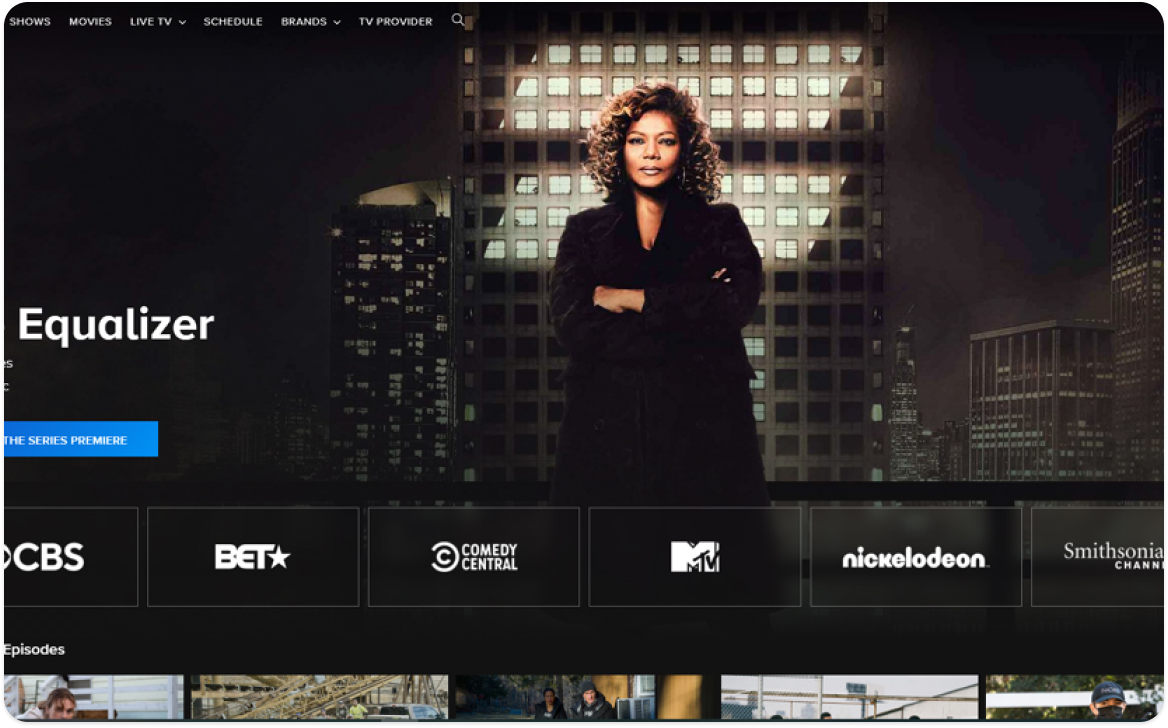 SHOWS MOVIES LIVE TV SCHEDULE BRANDS TV PROVIDER
Equalizer
es
c
THE SERIES PREMIERE
CBS BET COMEDY CENTRAL MTV nickelodeon Smithsonia
CHANN
Episodes